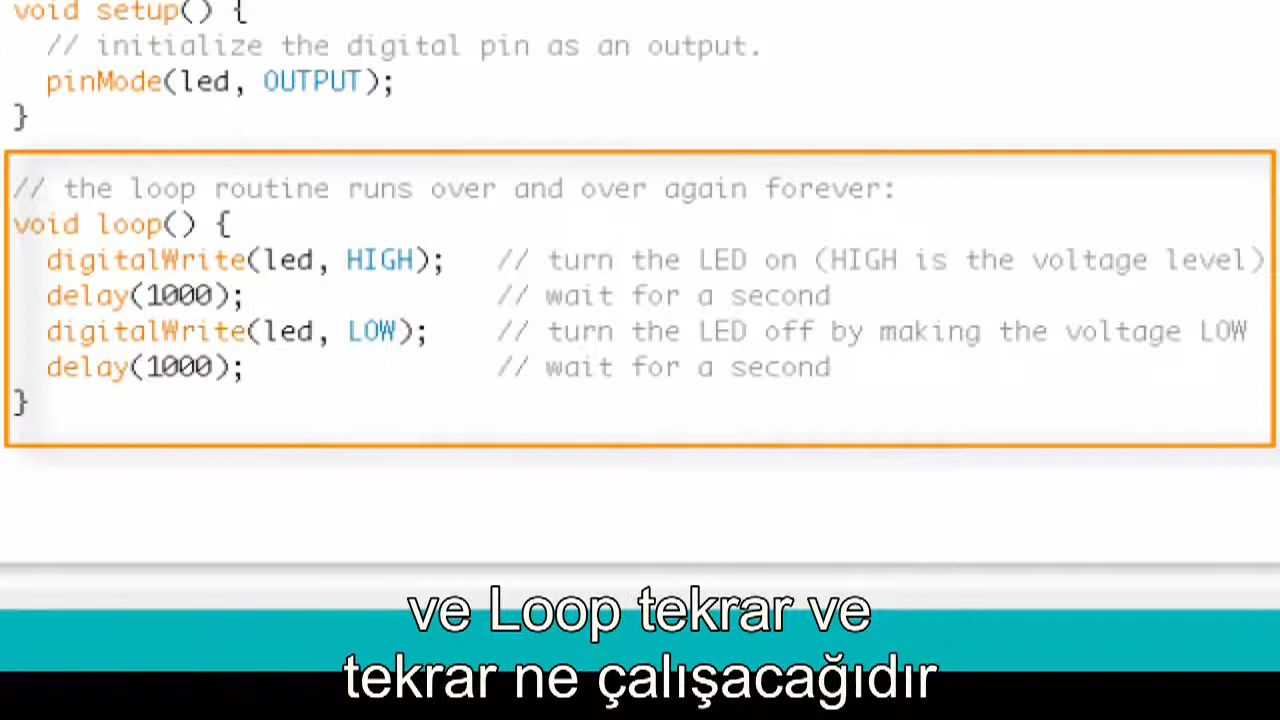 void setup() {
// initialize the digital pin as an output.
pinMode(led, OUTPUT);
}
// the loop routine runs over and over again forever:
void loop() {
digitalWrite(led, HIGH); // turn the LED on (HIGH is the voltage level)
delay(1000); // wait for a second
digitalWrite(led, LOW); // turn the LED off by making the voltage LOW
delay(1000); // wait for a second
}
ve Loop tekrar ve
tekrar ne çalışacağıdır